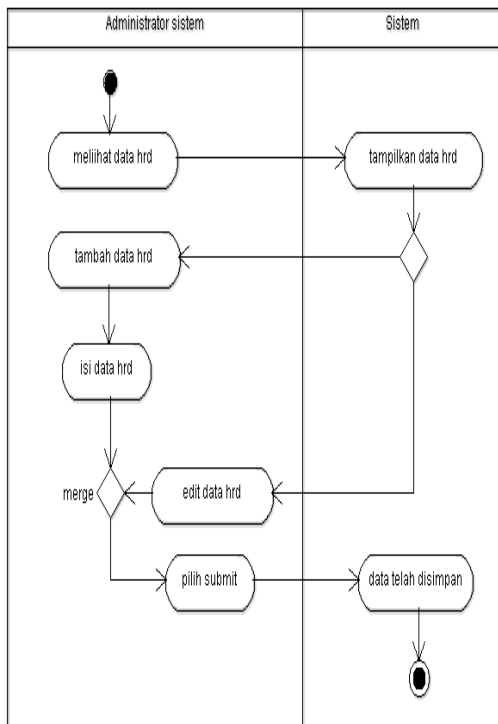 Administrator sistem
Sistem
meliihat data hrd
tampilkan data hrd
tambah data hrd
isi data hrd
merge
edit data hrd
pilih submit
data telah disimpan